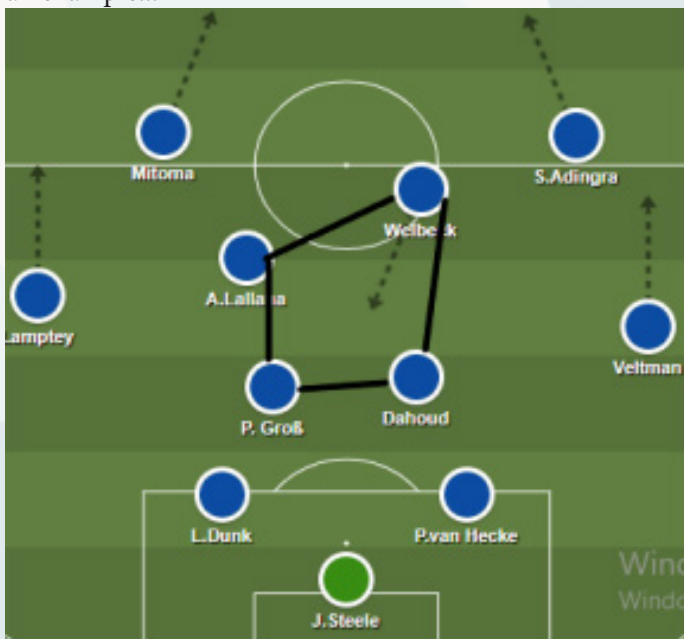 Mitoma
S.Adingra
Welbeck
A.Lallana
Lamptey
Veltman
P. Groß
Dahoud
L.Dunk
P.van Hecke
J.Steele